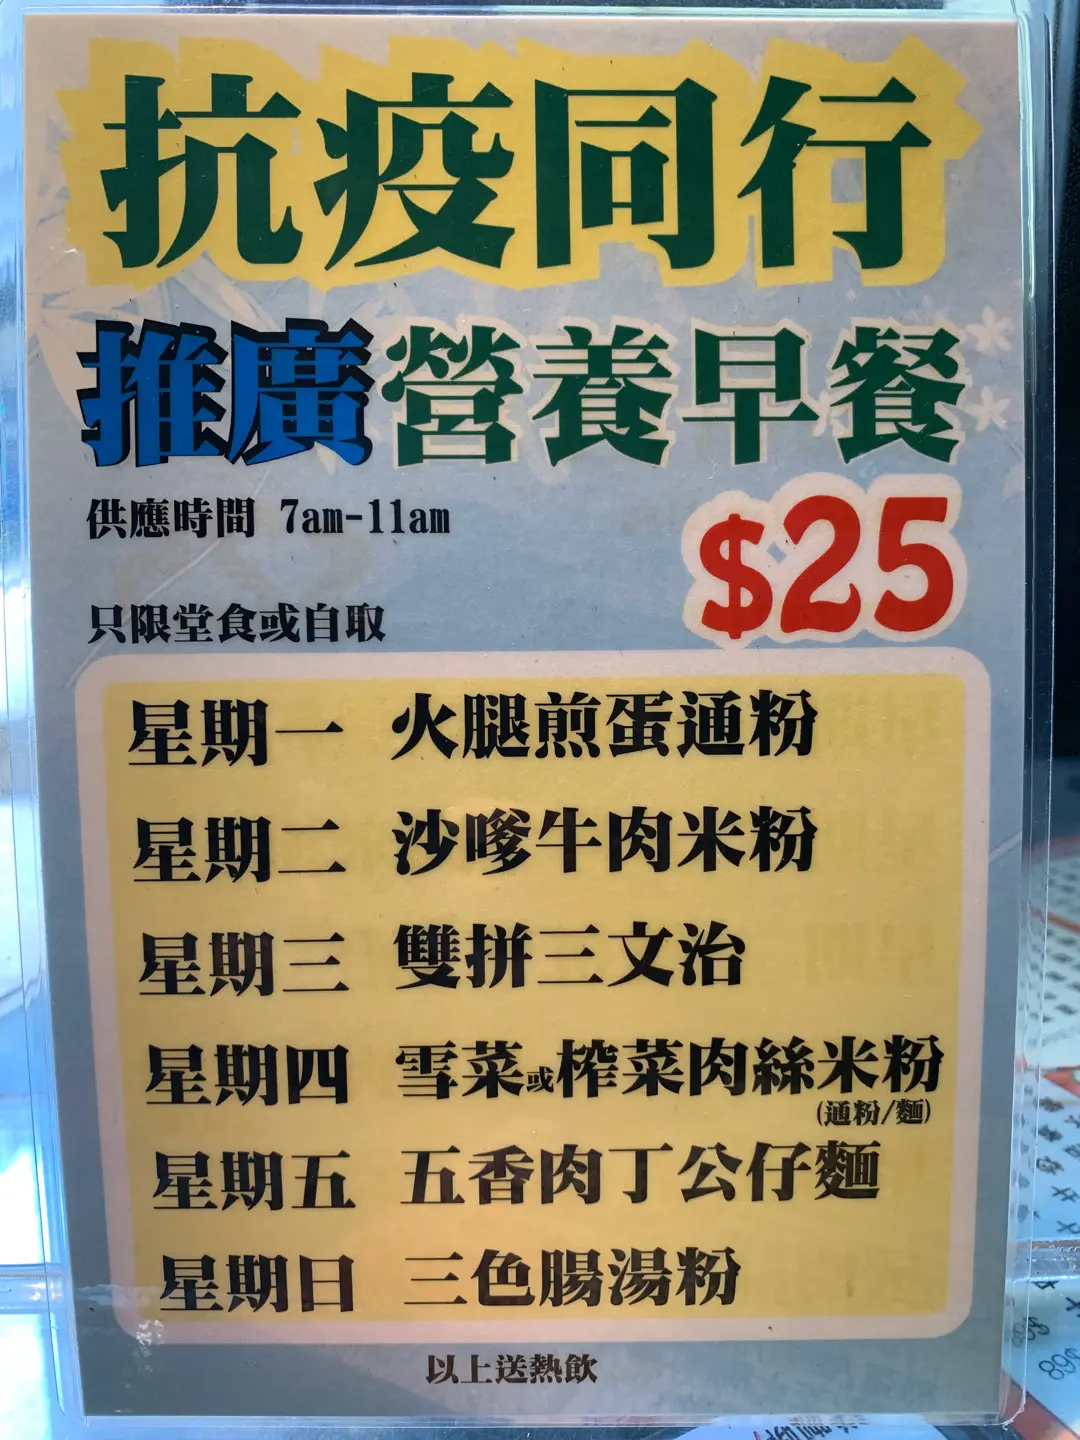 抗疫同行
推廣營養早餐
供應時間 7am-11am
$25
只限堂食或自取
星期一 火腿煎蛋通粉
星期二 沙嗲牛肉米粉
星期三 雙拼三文治
星期四 雪菜或榨菜肉絲米粉
(通粉/麵)
星期五 五香肉丁公仔麵
星期日 三色腸湯粉
以上送熱飲